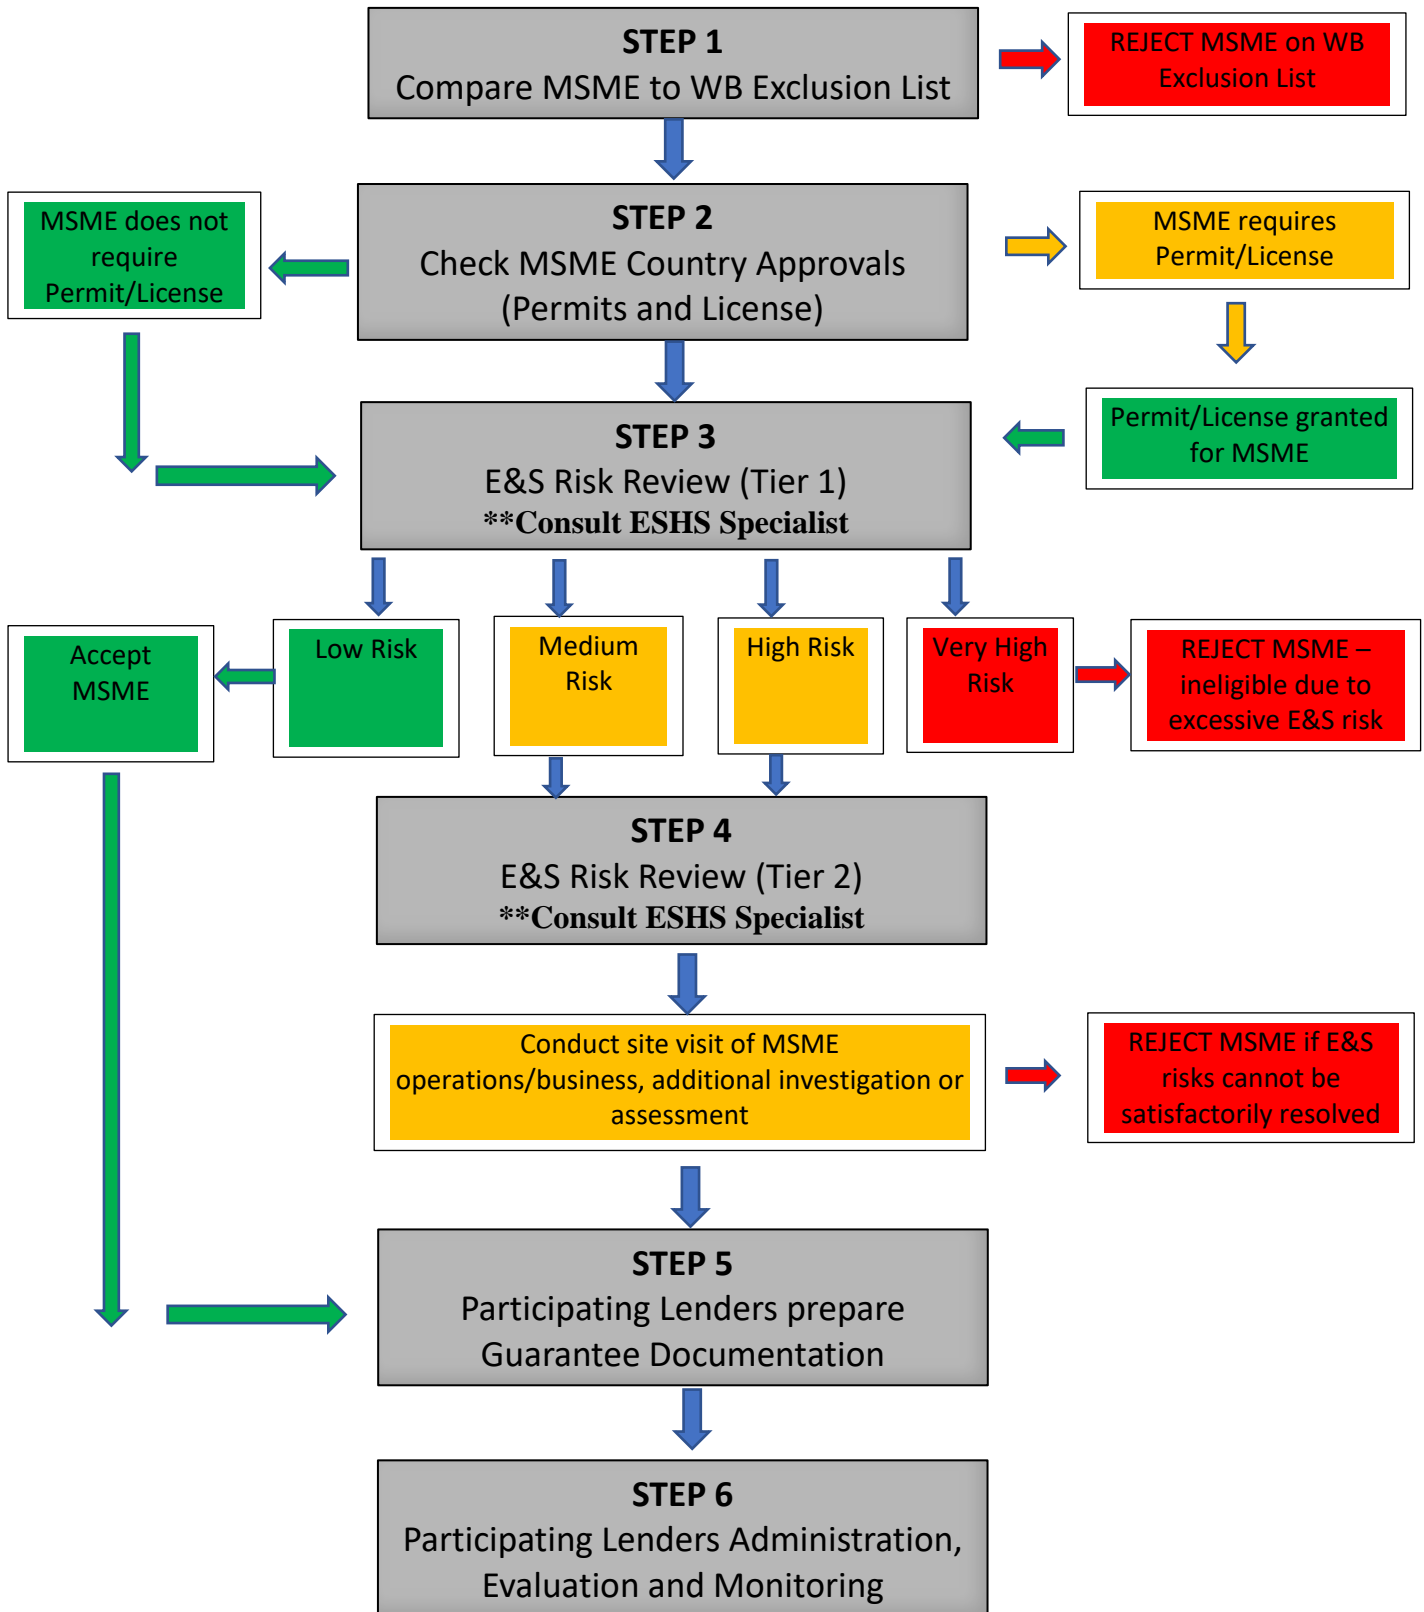 STEP 1
Compare MSME to WB Exclusion List
REJECT MSME on WB
Exclusion List
MSME does not
require
Permit/License
STEP 2
Check MSME Country Approvals
(Permits and License)
MSME requires
Permit/License
Permit/License granted
for MSME
STEP 3
E&S Risk Review (Tier 1)
**Consult ESHS Specialist
Accept
MSME
Low Risk
Medium
Risk
High Risk
Very High
Risk
REJECT MSME –
ineligible due to
excessive E&S risk
STEP 4
E&S Risk Review (Tier 2)
**Consult ESHS Specialist
Conduct site visit of MSME
operations/business, additional investigation or
assessment
REJECT MSME if E&S
risks cannot be
satisfactorily resolved
STEP 5
Participating Lenders prepare
Guarantee Documentation
STEP 6
Participating Lenders Administration,
Evaluation and Monitoring